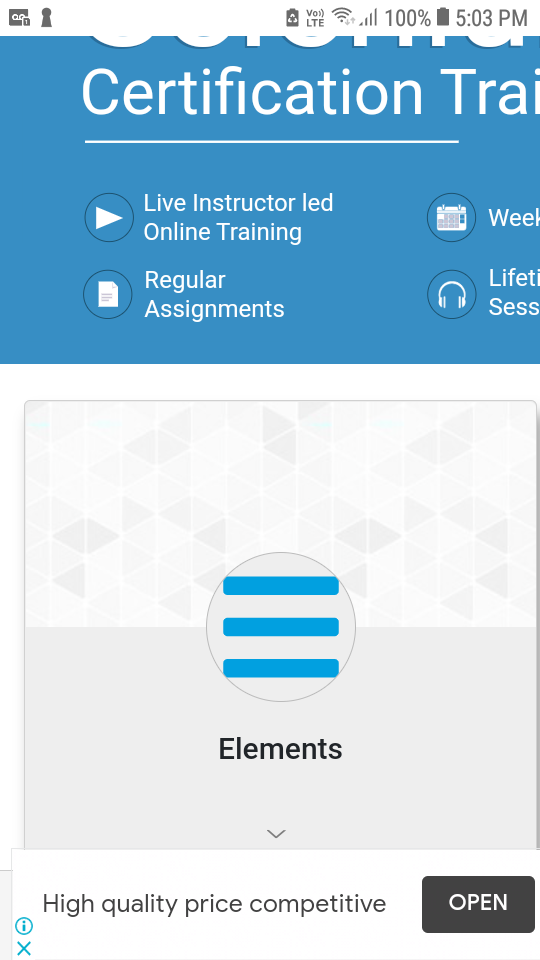 Vo))
LTE
100%
5:03 PM
Certification Trai
Live Instructor led
Online Training
Week
Regular
Assignments
Lifeti
Sess
Elements
High quality price competitive
OPEN